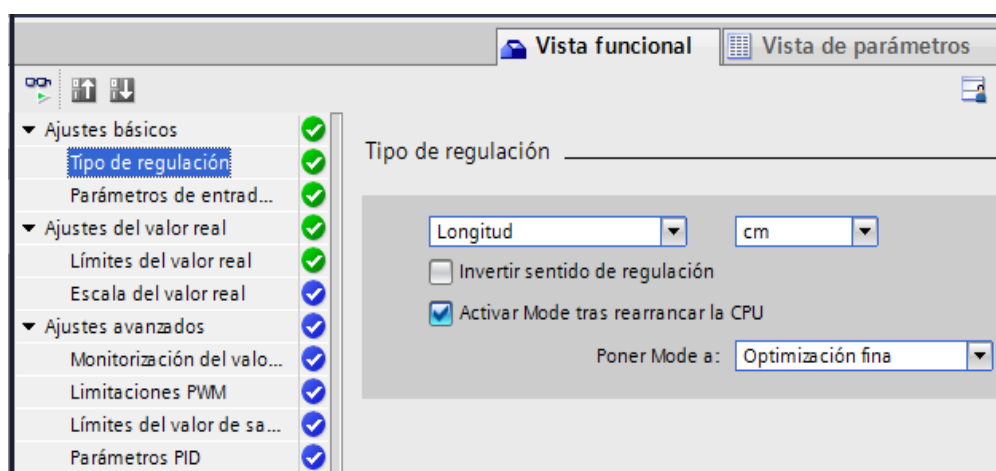 Vista funcional
Vista de parámetros
Ajustes básicos
Tipo de regulación
Parámetros de entrad...
Ajustes del valor real
Límites del valor real
Escala del valor real
Ajustes avanzados
Monitorización del valo...
Limitaciones PWM
Límites del valor de sa...
Parámetros PID
Tipo de regulación
Longitud
cm
Invertir sentido de regulación
Activar Mode tras rearrancar la CPU
Poner Mode a: Optimización fina